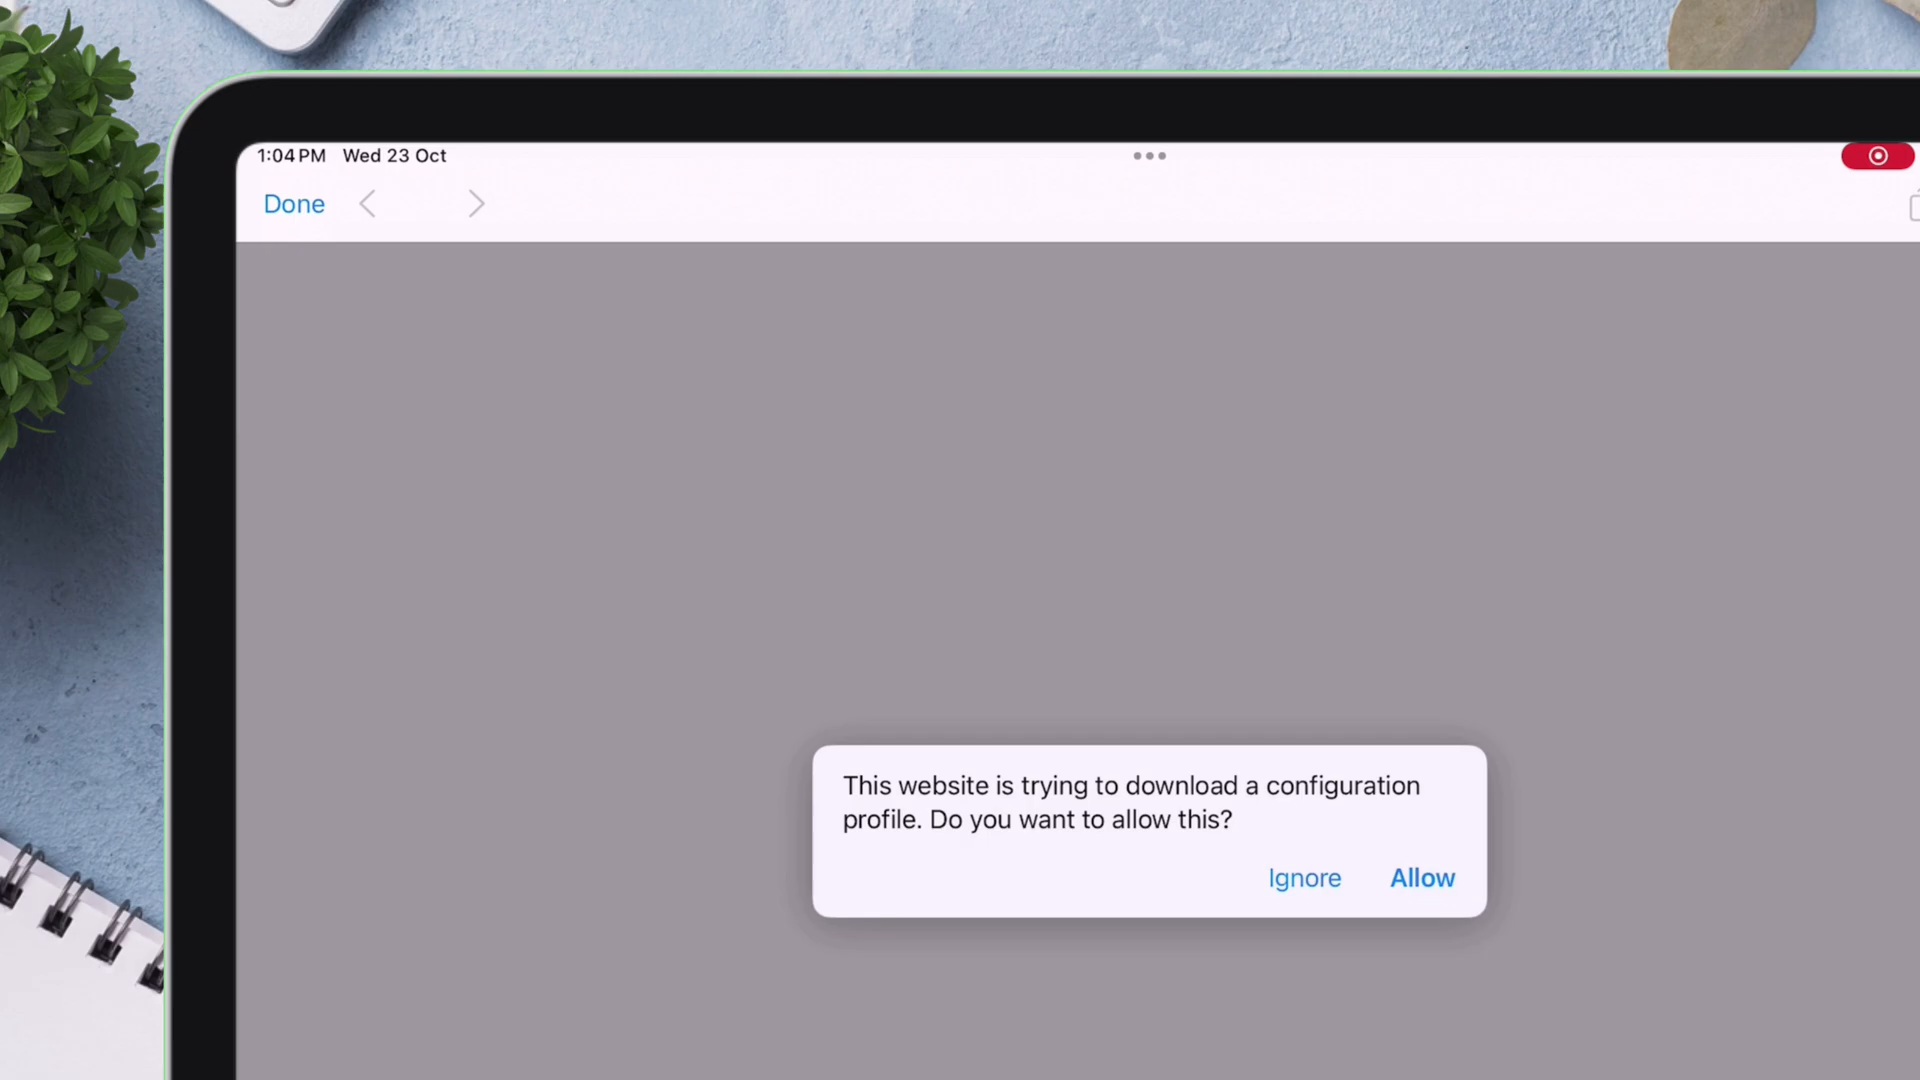 1:04 PM Wed 23 Oct
Done
This website is trying to download a configuration
profile. Do you want to allow this?
Ignore Allow